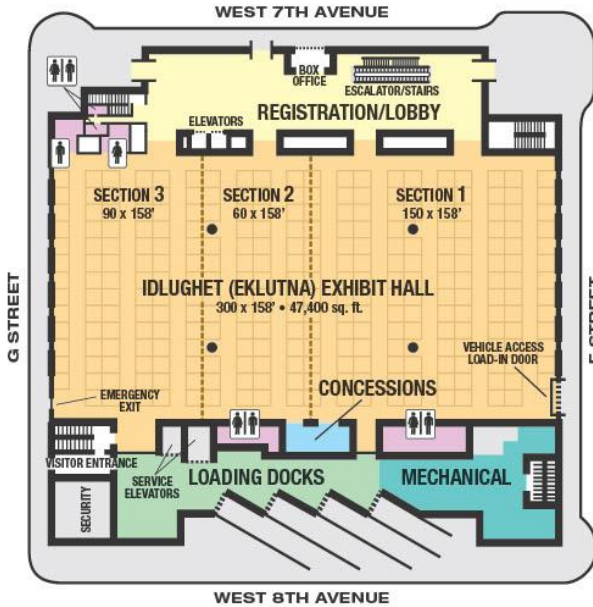 WEST 7TH AVENUE
BOX
OFFICE
ESCALATOR/STAIRS
REGISTRATION/LOBBY
ELEVATORS
SECTION 3
90 x 158'
SECTION 2
60 x 158'
SECTION 1
150 x 158'
IDLUGHET (EKLUTNA) EXHIBIT HALL
300 x 158' • 47,400 sq. ft.
G STREET
VEHICLE ACCESS
LOAD-IN DOOR
CONCESSIONS
EMERGENCY
EXIT
VISITOR ENTRANCE
SERVICE
ELEVATORS
LOADING DOCKS
MECHANICAL
SECURITY
WEST 8TH AVENUE